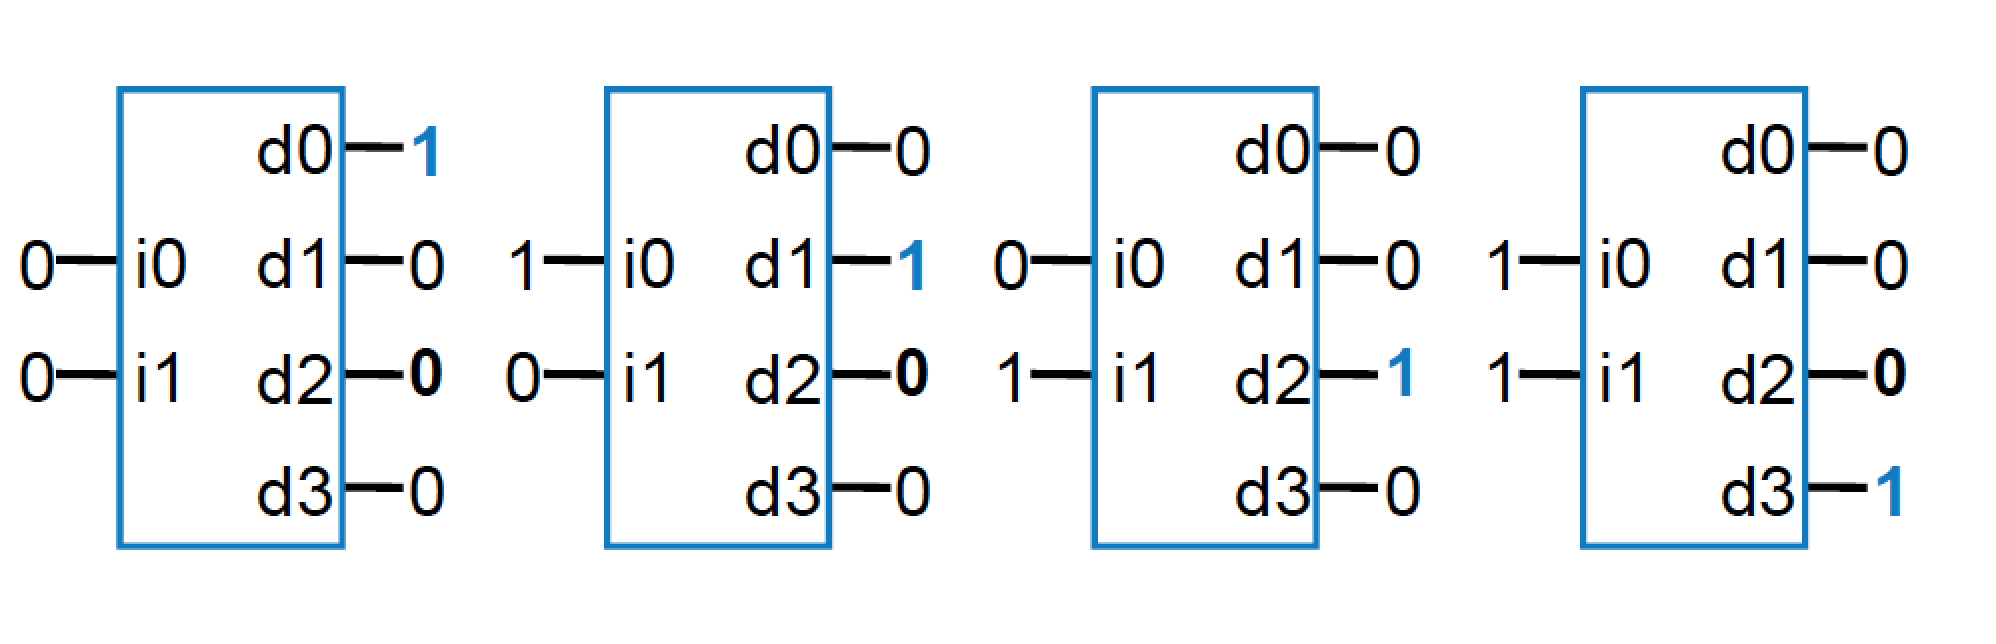 d0 1 d0 0 d0 0 d0 0
0 i0 d1 0 1 i0 d1 1 0 i0 d1 0 1 i0 d1 0
0 i1 d2 0 0 i1 d2 0 1 i1 d2 1 1 i1 d2 0
d3 0 d3 0 d3 0 d3 1